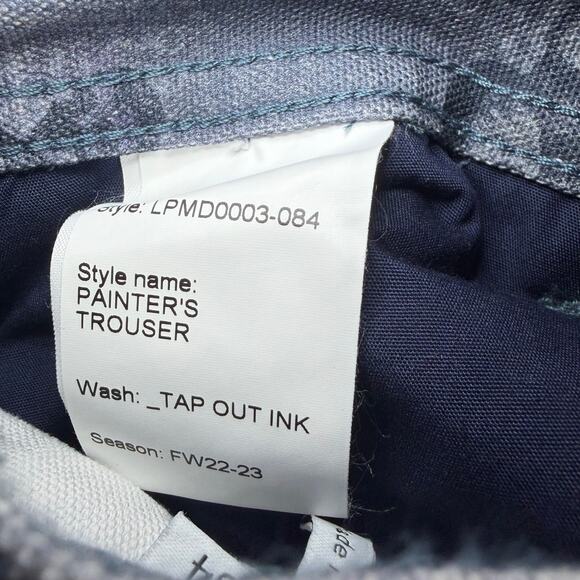 Style: LPMD0003-084
Style name:
PAINTER'S
TROUSER
Wash: _TAP OUT INK
Season: FW22-23